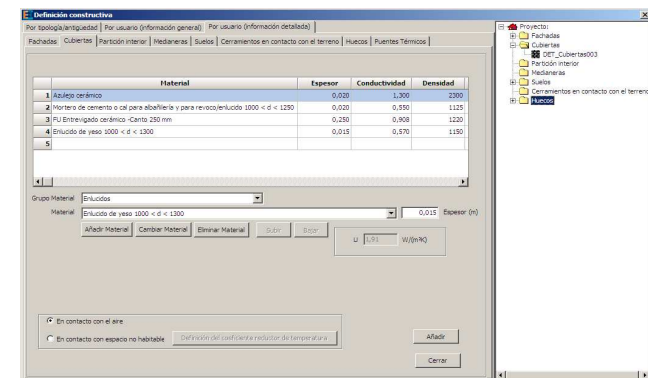 Definición constructiva
Por tipología/antigüedad Por usuario (información general) Por usuario (información detallada)
Fachadas Cubiertas Partición interior Medianeras Suelos Cerramientos en contacto con el terreno Huecos Puentes Térmicos
Material Espesor Conductividad Densidad
1 Azulejo cerámico 0,020 1,300 2300
2 Mortero de cemento o cal para albañilería y para revoco/enlucido 1000 < d < 1250 0,020 0,550 1125
3 FU Entrevigado cerámico -Canto 250 mm 0,250 0,908 1220
4 Enlucido de yeso 1000 < d < 1300 0,015 0,570 1150
5
Grupo Material Enlucidos
Material Enlucido de yeso 1000 < d < 1300 0,015 Espesor (m)
Añadir Material Cambiar Material Eliminar Material Subir Bajar
U 1,91 W/(m²K)
En contacto con el aire
En contacto con espacio no habitable Definición del coeficiente reductor de temperatura
Añadir
Cerrar
Proyecto:
Fachadas
Cubiertas
DET_Cubiertas003
Partición interior
Medianeras
Suelos
Cerramientos en contacto con el terreno
Huecos